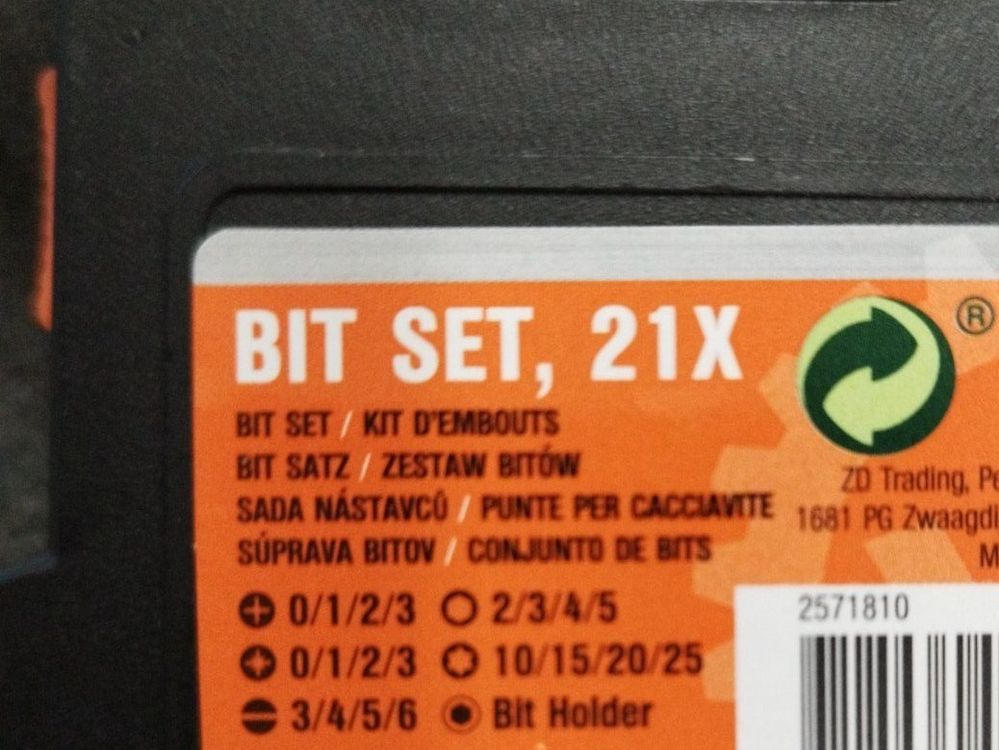 BIT SET, 21X
®
BIT SET / KIT D'EMBOUTS
BIT SATZ / ZESTAW BITÓW
SADA NÁSTAVCŮ / PUNTE PER CACCIAVITE
SÚPRAVA BITOV / CONJUNTO DE BITS
ZD Trading,
1681 PG
0/1/2/3 2/3/4/5
0/1/2/3 10/15/20/25
3/4/5/6 Bit Holder
2571810